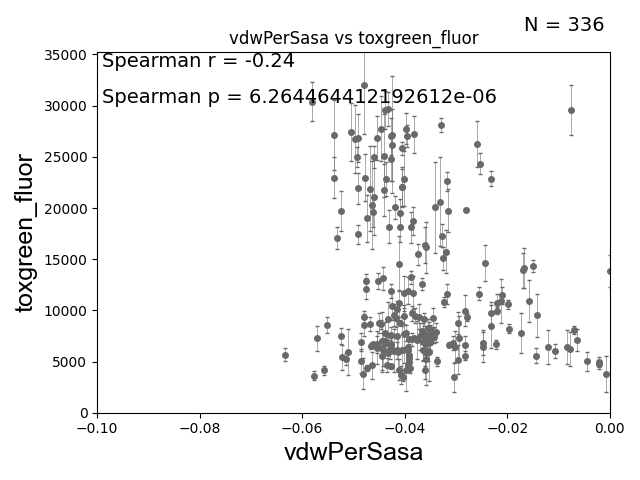 N = 336
vdwPerSasa vs toxgreen_fluor
Spearman r = -0.24
Spearman p = 6.264464412192612e-06
toxgreen_fluor
35000
30000
25000
20000
15000
10000
5000
0
−0.10 −0.08 −0.06 −0.04 −0.02 0.00
vdwPerSasa